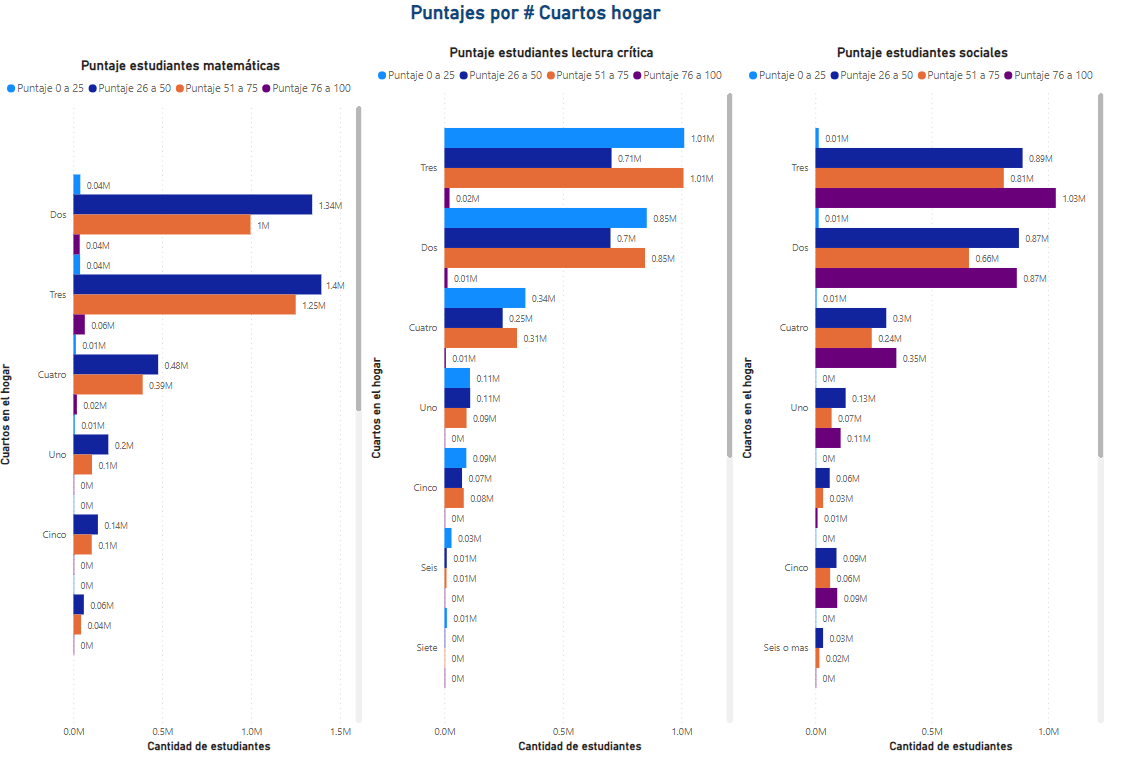 Puntajes por # Cuartos hogar
Puntaje estudiantes matemáticas
Puntaje 0 a 25 Puntaje 26 a 50 Puntaje 51 a 75 Puntaje 76 a 100
Cuartos en el hogar
Dos
0.04M
1.34M
1M
0.04M
Tres
0.04M
1.4M
1.25M
0.06M
Cuatro
0.01M
0.48M
0.39M
0.02M
Uno
0.01M
0.2M
0.1M
0M
Cinco
0M
0.14M
0.1M
0M
0M
0.06M
0.04M
0M
0.0M 0.5M 1.0M 1.5M
Cantidad de estudiantes
Puntaje estudiantes lectura crítica
Puntaje 0 a 25 Puntaje 26 a 50 Puntaje 51 a 75 Puntaje 76 a 100
Cuartos en el hogar
Tres
1.01M
0.71M
1.01M
0.02M
Dos
0.85M
0.7M
0.85M
0.01M
Cuatro
0.34M
0.25M
0.31M
0.01M
Uno
0.11M
0.11M
0.09M
0M
Cinco
0.09M
0.07M
0.08M
0M
Seis
0.03M
0.01M
0.01M
0M
Siete
0.01M
0M
0M
0M
0.0M 0.5M 1.0M
Cantidad de estudiantes
Puntaje estudiantes sociales
Puntaje 0 a 25 Puntaje 26 a 50 Puntaje 51 a 75 Puntaje 76 a 100
Cuartos en el hogar
Tres
0.01M
0.89M
0.81M
1.03M
Dos
0.01M
0.87M
0.66M
0.87M
Cuatro
0.01M
0.3M
0.24M
0.35M
Uno
0M
0.13M
0.07M
0.11M
0M
0.06M
0.03M
0.01M
Cinco
0M
0.09M
0.06M
0.09M
Seis o mas
0M
0.03M
0.02M
0M
0.0M 0.5M 1.0M
Cantidad de estudiantes